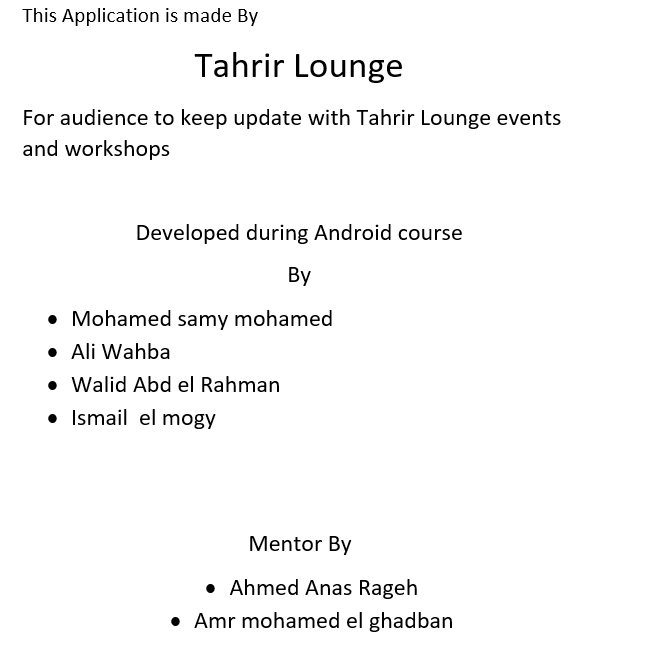 This Application is made By
Tahrir Lounge
For audience to keep update with Tahrir Lounge events
and workshops
Developed during Android course
By
• Mohamed samy mohamed
• Ali Wahba
• Walid Abd el Rahman
• Ismail  el mogy
Mentor By
• Ahmed Anas Rageh
• Amr mohamed el ghadban